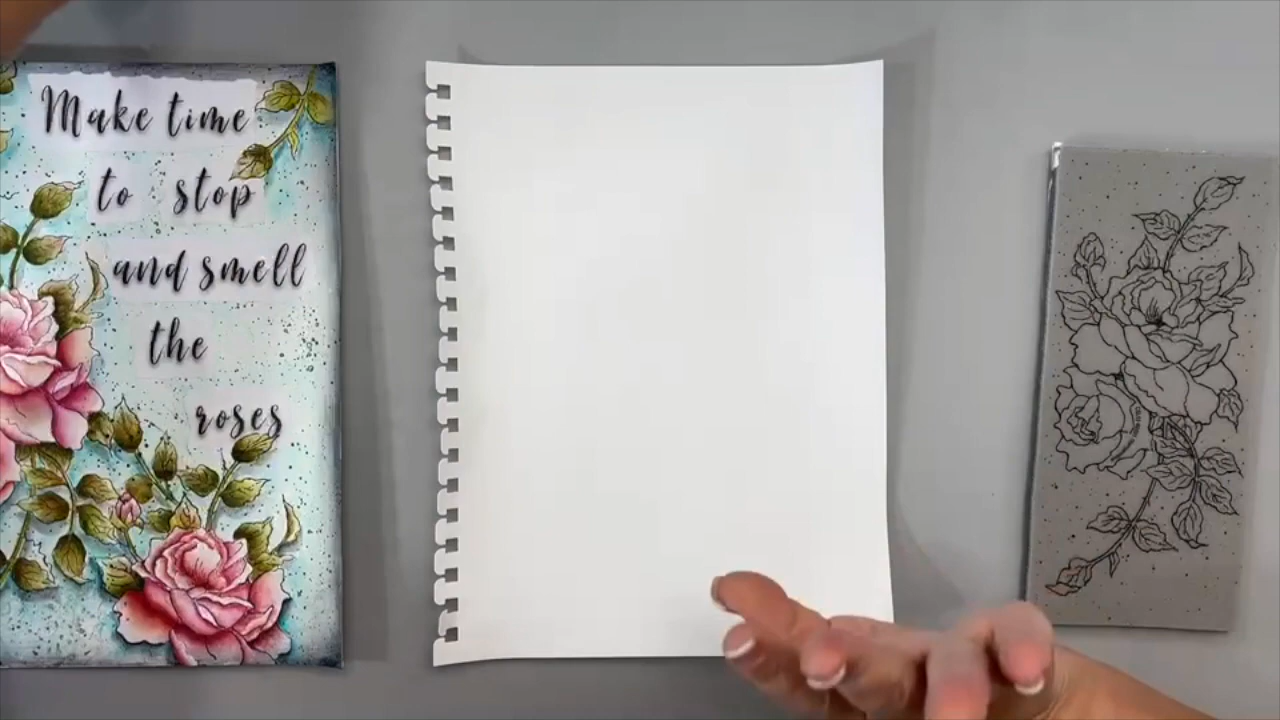 Make time
to stop
and smell
the
roses